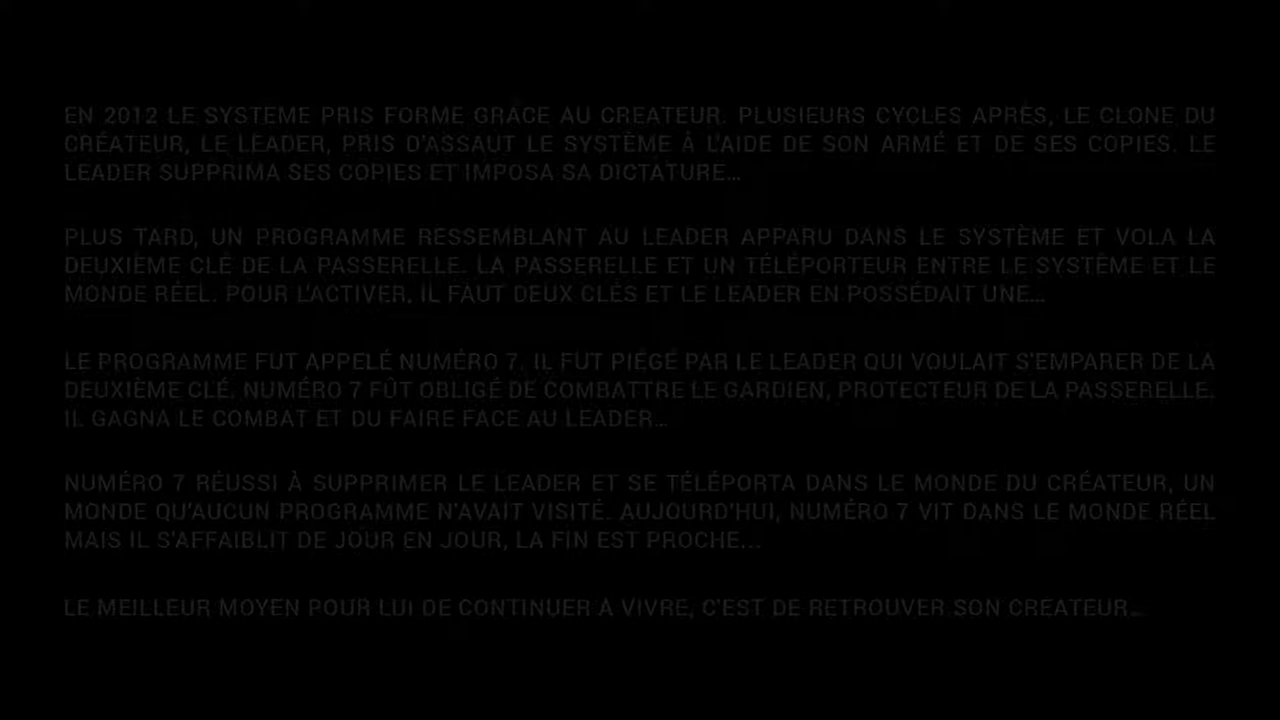 EN 2012 LE SYSTÈME PRIS FORME GRÂCE AU CRÉATEUR. PLUSIEURS CYCLES APRÈS, LE CLONE DU
CRÉATEUR, LE LEADER, PRIS D'ASSAUT LE SYSTÈME À L'AIDE DE SON ARMÉ ET DE SES COPIES. LE
LEADER SUPPRIMA SES COPIES ET IMPOSA SA DICTATURE...
PLUS TARD, UN PROGRAMME RESSEMBLANT AU LEADER APPARU DANS LE SYSTÈME ET VOLA LA
DEUXIÈME CLÉ DE LA PASSERELLE. LA PASSERELLE ET UN TÉLÉPORTEUR ENTRE LE SYSTÈME ET LE
MONDE RÉEL. POUR L'ACTIVER, IL FAUT DEUX CLÉS ET LE LEADER EN POSSÉDAIT UNE...
LE PROGRAMME FUT APPELÉ NUMÉRO 7. IL FUT PIÉGÉ PAR LE LEADER QUI VOULAIT S'EMPARER DE LA
DEUXIÈME CLÉ. NUMÉRO 7 FÛT OBLIGÉ DE COMBATTRE LE GARDIEN, PROTECTEUR DE LA PASSERELLE.
IL GAGNA LE COMBAT ET DU FAIRE FACE AU LEADER...
NUMÉRO 7 RÉUSSI À SUPPRIMER LE LEADER ET SE TÉLÉPORTA DANS LE MONDE DU CRÉATEUR, UN
MONDE QU'AUCUN PROGRAMME N'AVAIT VISITÉ. AUJOURD'HUI, NUMÉRO 7 VIT DANS LE MONDE RÉEL
MAIS IL S'AFFAIBLIT DE JOUR EN JOUR, LA FIN EST PROCHE...
LE MEILLEUR MOYEN POUR LUI DE CONTINUER À VIVRE, C'EST DE RETROUVER SON CRÉATEUR...